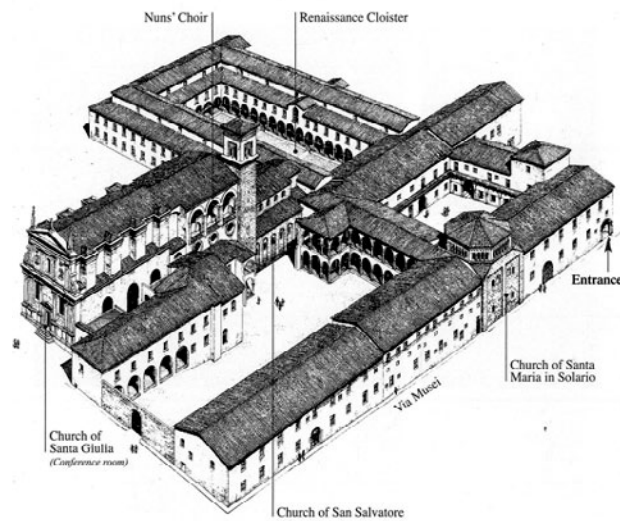 Nuns' Choir
Renaissance Cloister
Entrance
Church of Santa
Maria in Solario
Via Musei
Church of
Santa Giulia
(Conference room)
Church of San Salvatore